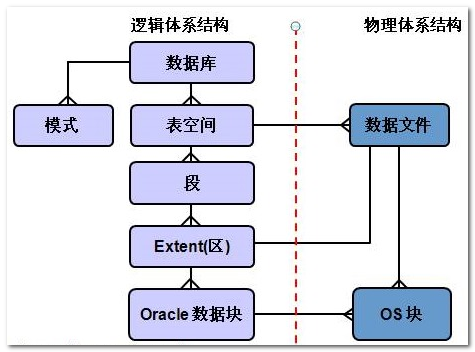 逻辑体系结构
物理体系结构
数据库
模式
表空间
数据文件
段
Extent(区)
Oracle 数据块
OS 块